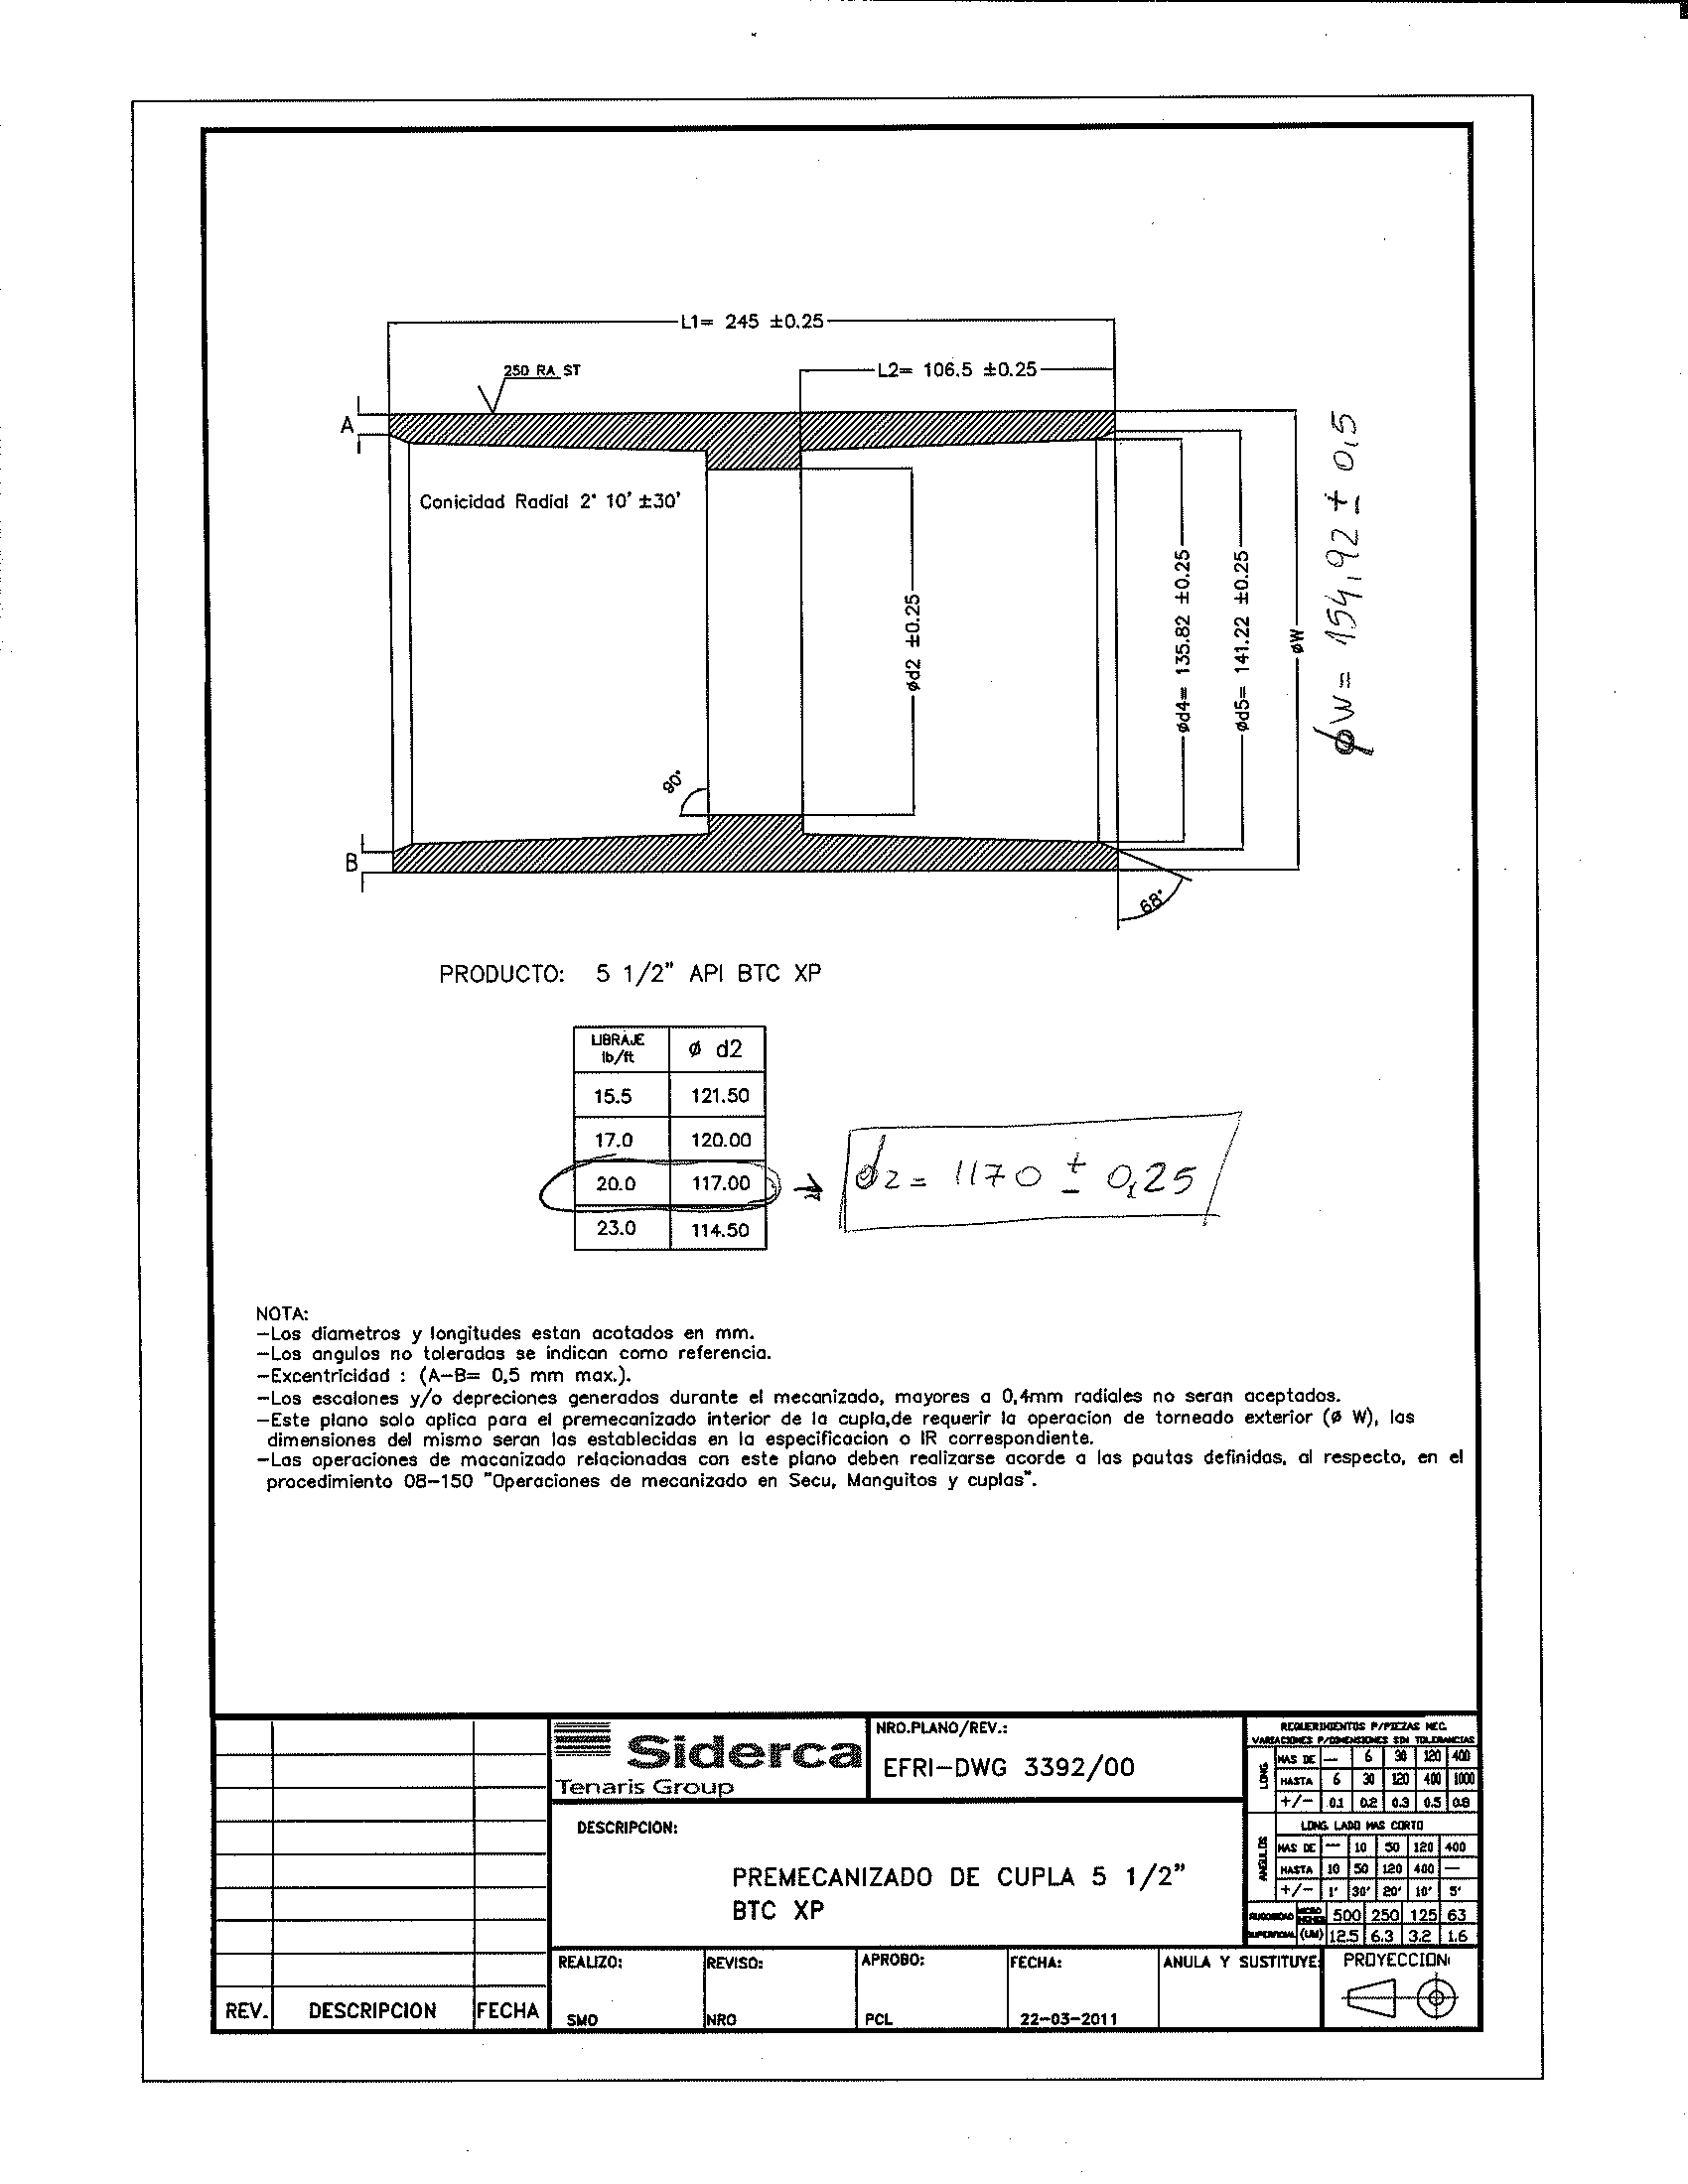 L1= 245 ±0.25
250 RA ST
L2= 106.5 ±0.25
A
Conicidad Radial 2° 10' ±30'
ød2 ±0.25
ød4= 135.82 ±0.25
ød5= 141.22 ±0.25
øW
øW= 154,92 ± 0,5
90°
B
68°
PRODUCTO: 5 1/2" API BTC XP
LIBRAJE lb/ft ø d2
15.5 121.50
17.0 120.00
20.0 117.00
23.0 114.50
d2= 1170 ± 0,25
NOTA:
-Los diametros y longitudes estan acotados en mm.
-Los angulos no tolerados se indican como referencia.
-Excentricidad : (A-B= 0,5 mm max.).
-Los escalones y/o depreciones generados durante el mecanizado, mayores a 0,4mm radiales no seran aceptados.
-Este plano solo aplica para el premecanizado interior de la cupla,de requerir la operacion de torneado exterior (ø W), las
dimensiones del mismo seran las establecidas en la especificacion o IR correspondiente.
-Las operaciones de macanizado relacionadas con este plano deben realizarse acorde a las pautas definidas, al respecto, en el
procedimiento 08-150 "Operaciones de mecanizado en Secu, Manguitos y cuplas".
Siderca
Tenaris Group
NRO.PLANO/REV.:
EFRI-DWG 3392/00
DESCRIPCION:
PREMECANIZADO DE CUPLA 5 1/2"
BTC XP
REQUERIMIENTOS P/PIEZAS MEC.
VARIACIONES P/DIMENSIONES SIN TOLERANCIAS
LONG.
MAS DE — 6 30 120 400
HASTA 6 30 120 400 1000
+/- 0.1 0.2 0.3 0.5 0.8
LONG. LADO MAS CORTO
ANGULOS
MAS DE — 10 50 120 400
HASTA 10 50 120 400 —
+/- 1° 30' 20' 10' 5'
RUGOSIDAD MICRO INCHES 500 250 125 63
SUPERFICIAL (UM) 12.5 6.3 3.2 1.6
REALIZO: SMO
REVISO: NRO
APROBO: PCL
FECHA: 22-03-2011
ANULA Y SUSTITUYE:
PROYECCION:
REV. DESCRIPCION FECHA